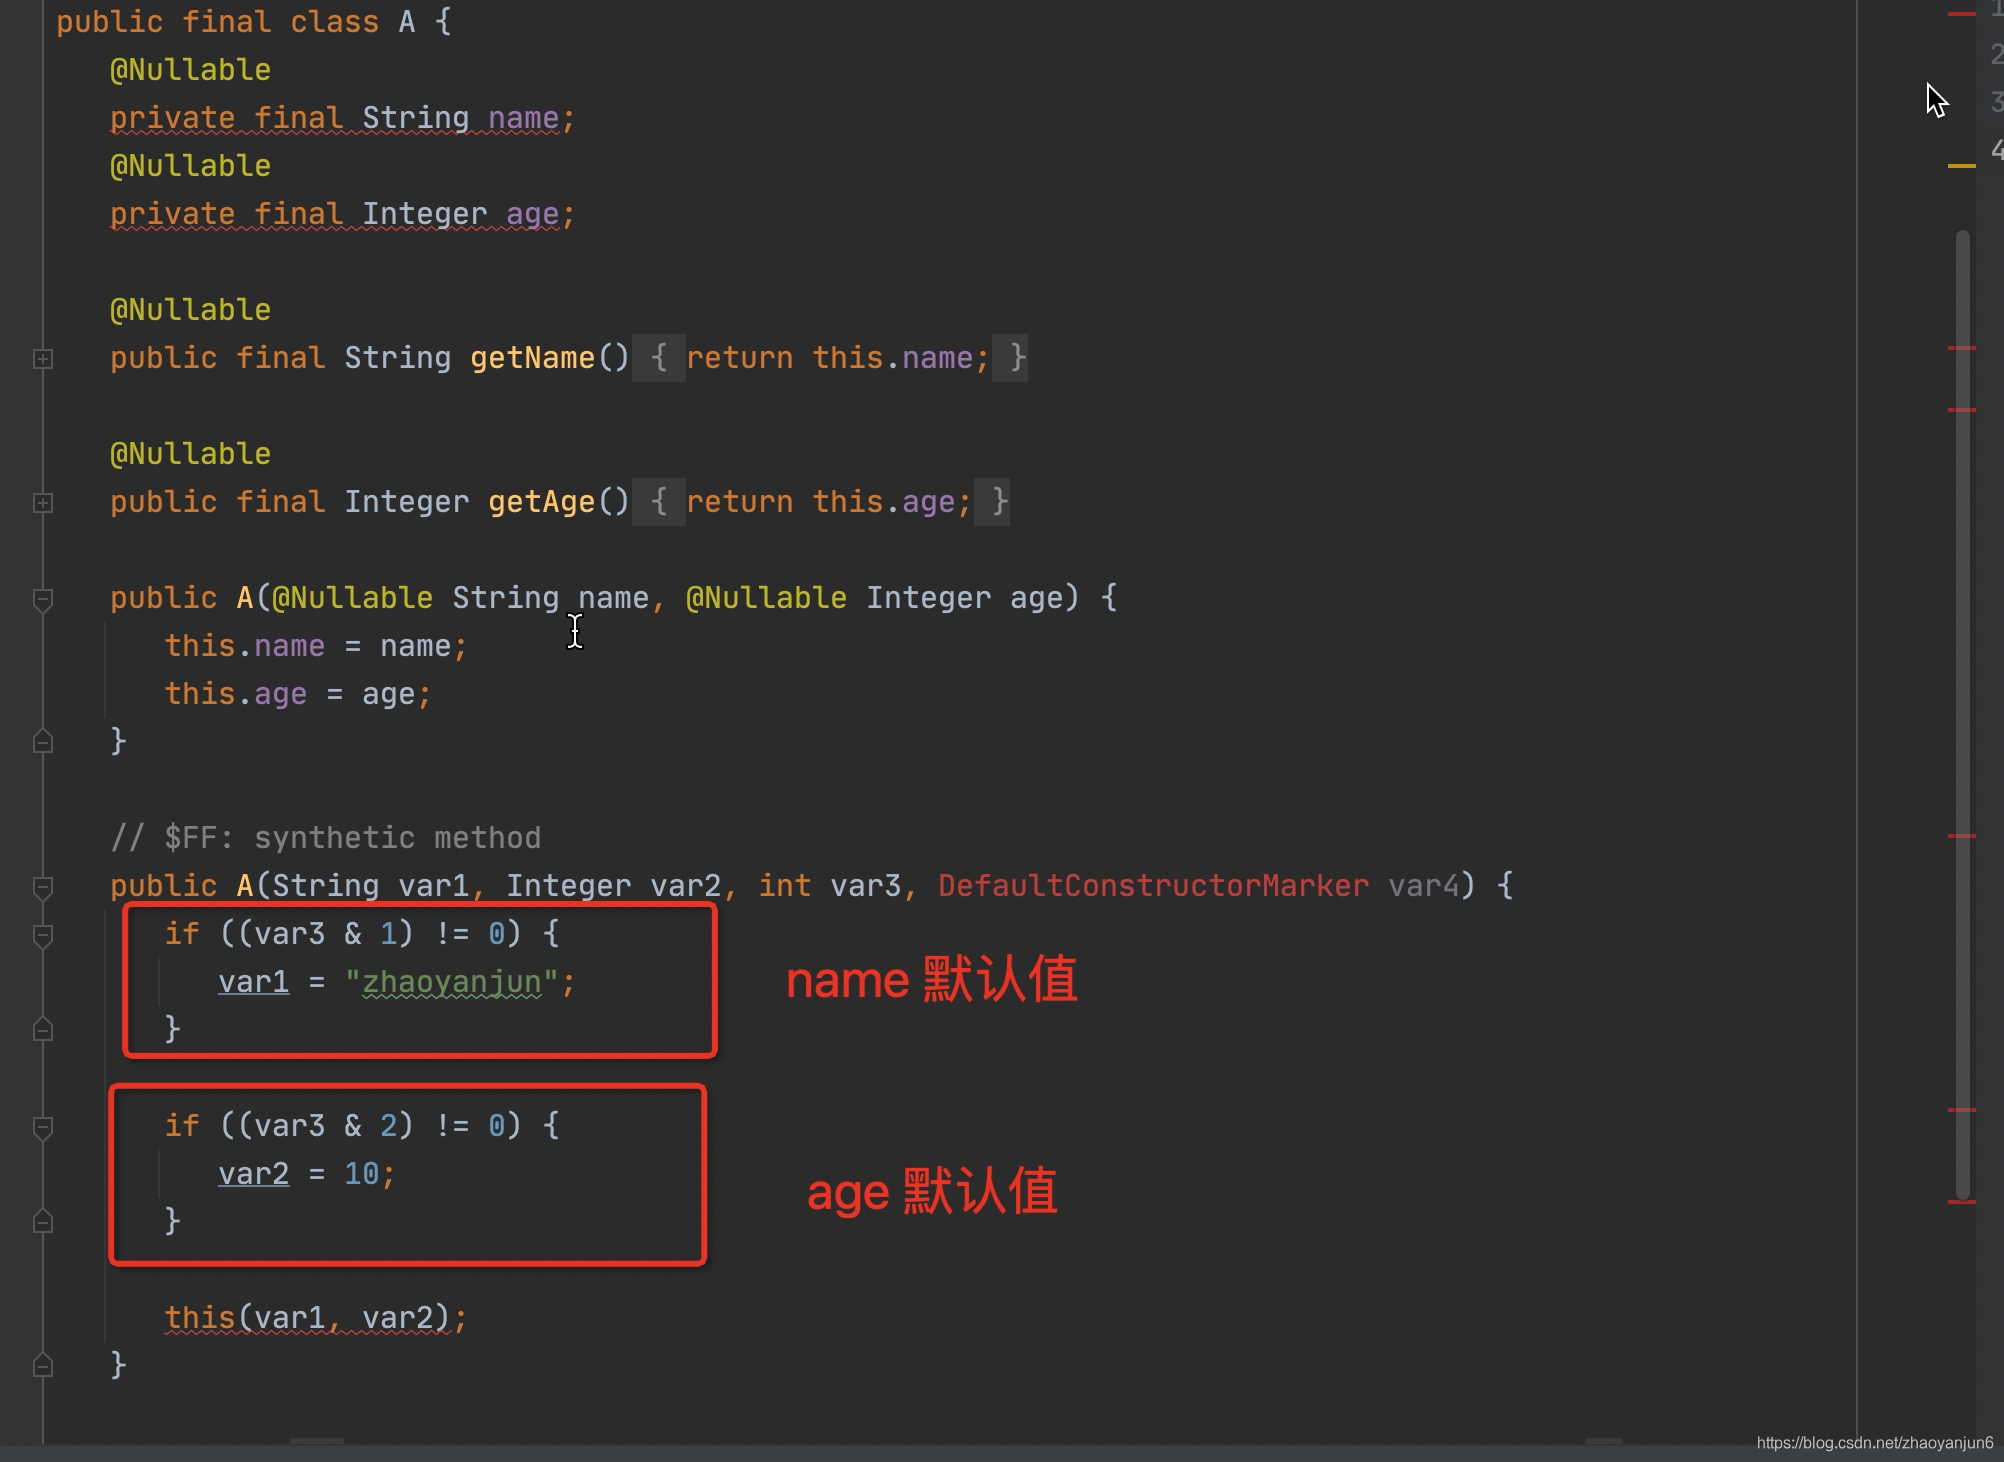 public final class A {
@Nullable
private final String name;
@Nullable
private final Integer age;
@Nullable
public final String getName() { return this.name; }
@Nullable
public final Integer getAge() { return this.age; }
public A(@Nullable String name, @Nullable Integer age) {
this.name = name;
this.age = age;
}
// $FF: synthetic method
public A(String var1, Integer var2, int var3, DefaultConstructorMarker var4) {
if ((var3 & 1) != 0) {
var1 = "zhaoyanjun";
}
name 默认值
if ((var3 & 2) != 0) {
var2 = 10;
}
age 默认值
this(var1, var2);
}
1
2
3
4
https://blog.csdn.net/zhaoyanjun6